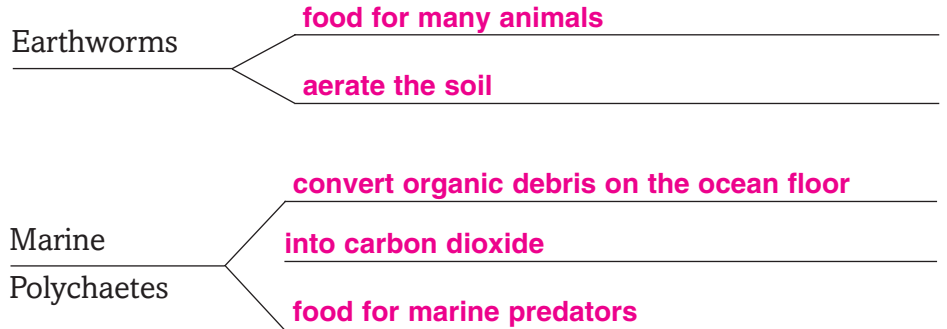 food for many animals
Earthworms
aerate the soil
convert organic debris on the ocean floor
Marine
into carbon dioxide
Polychaetes
food for marine predators